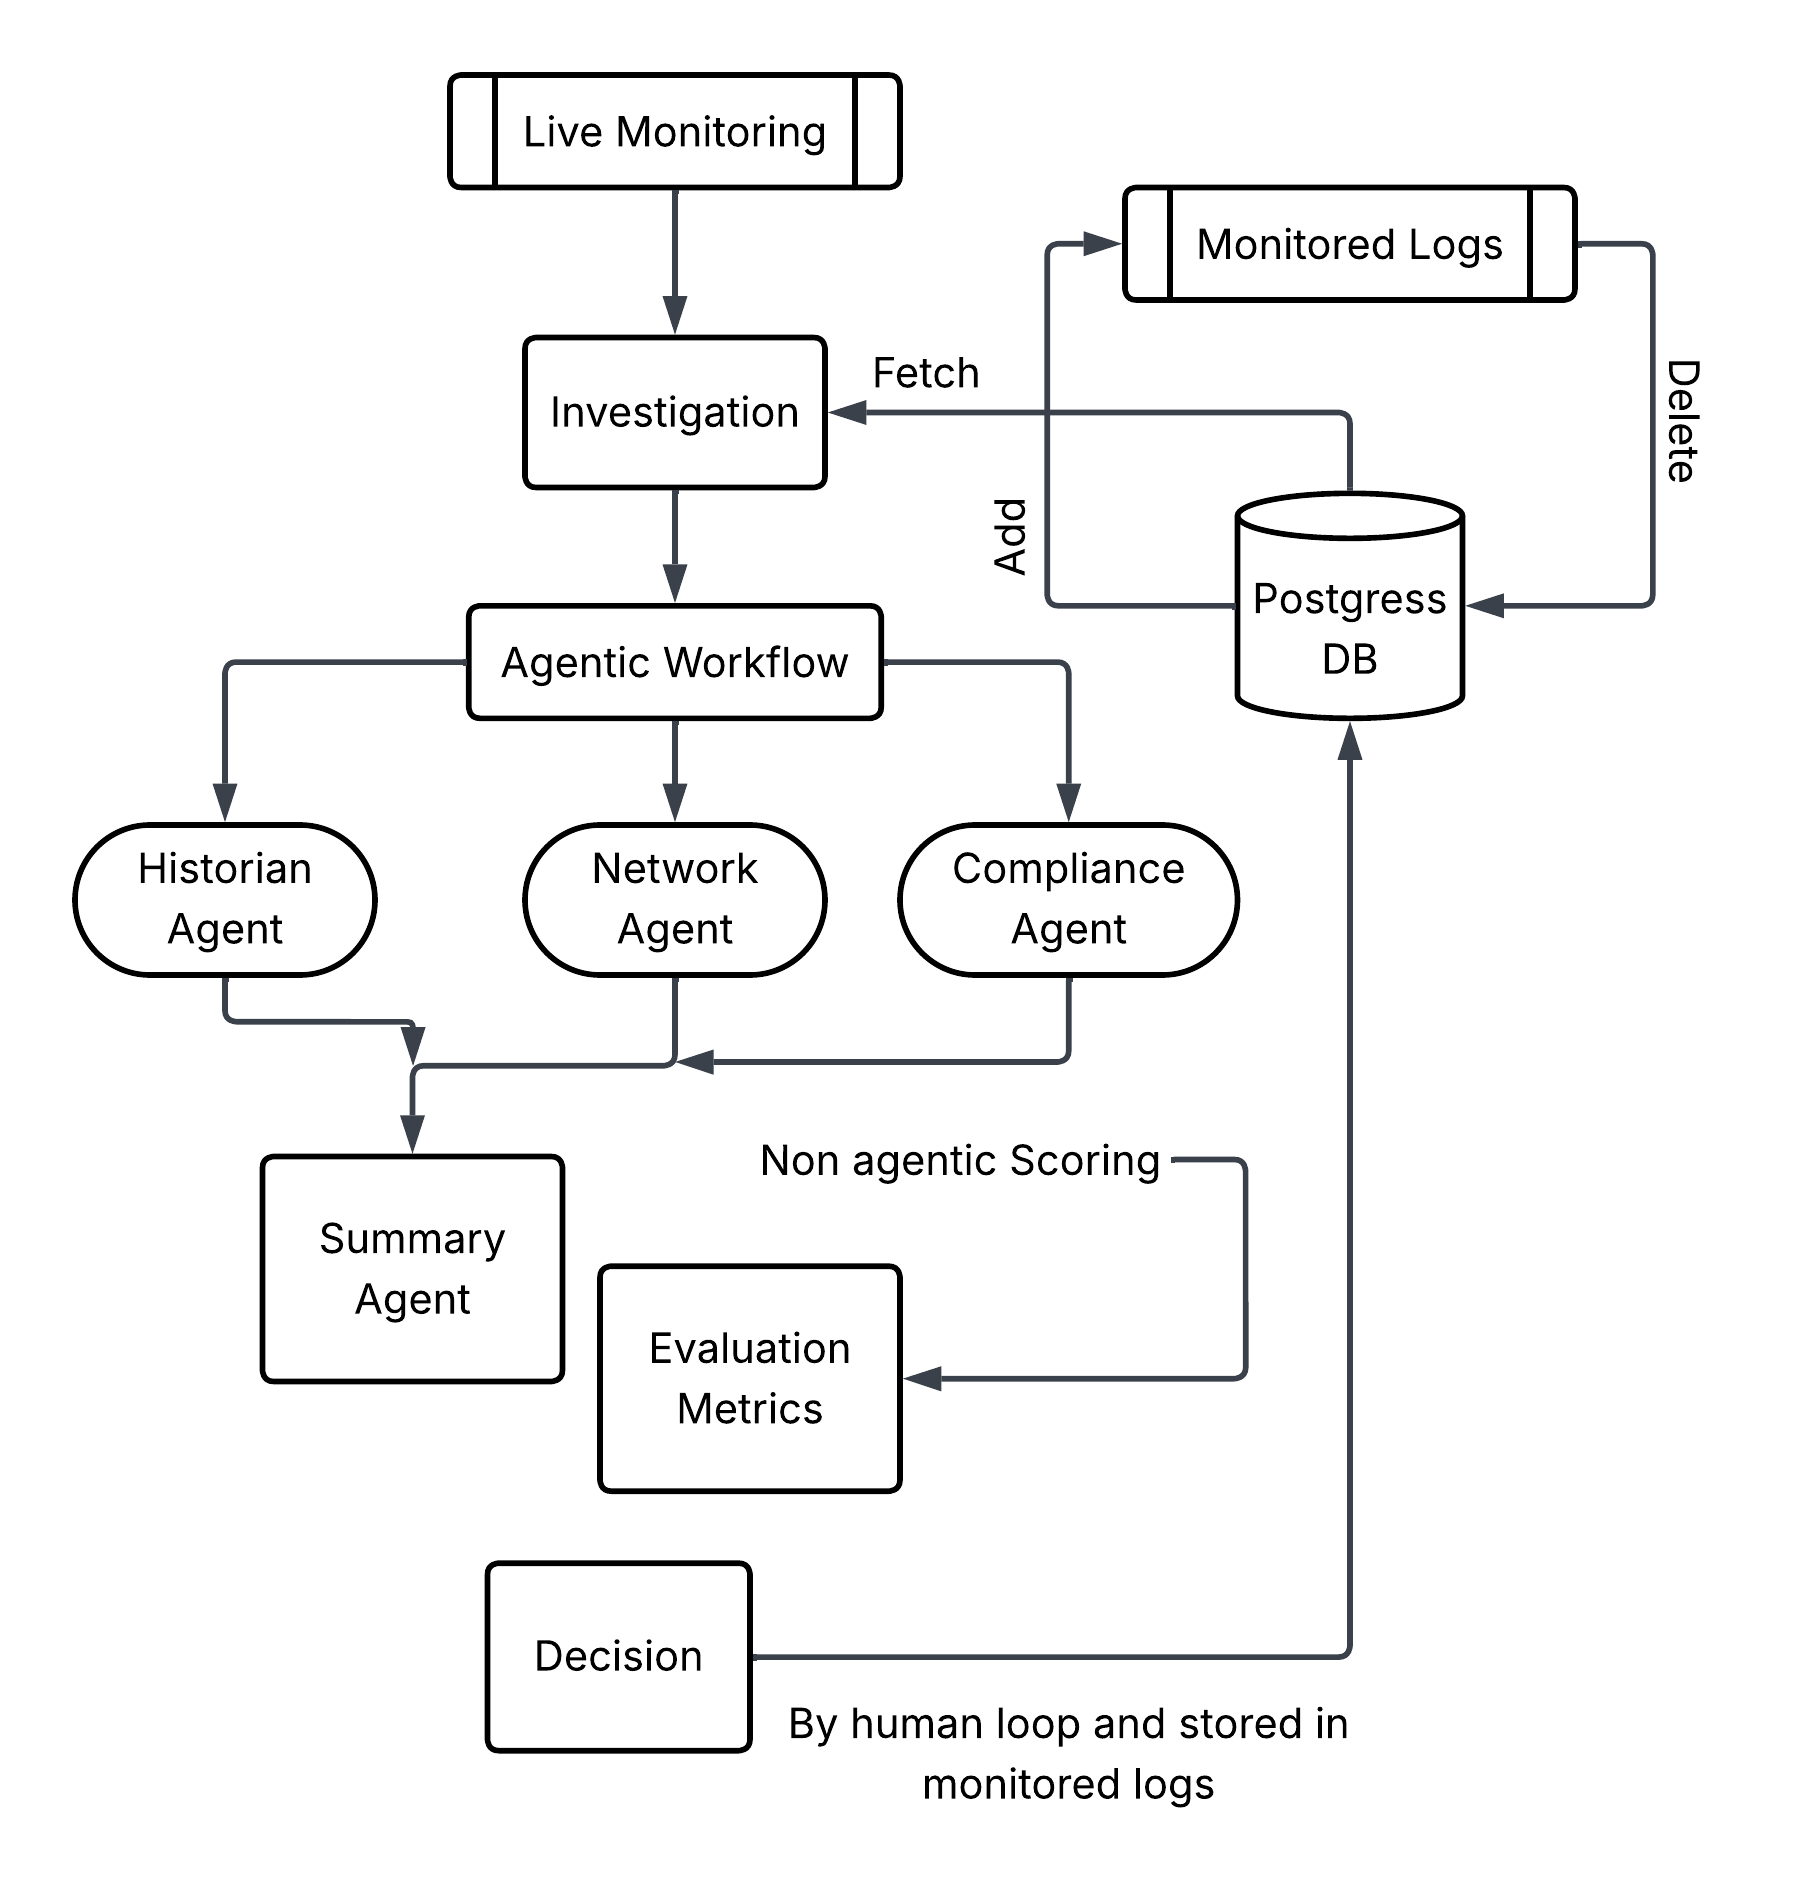 Live Monitoring
Monitored Logs
Fetch
Investigation
Delete
Add
Postgress
DB
Agentic Workflow
Historian
Agent
Network
Agent
Compliance
Agent
Non agentic Scoring
Summary
Agent
Evaluation
Metrics
Decision
By human loop and stored in
monitored logs